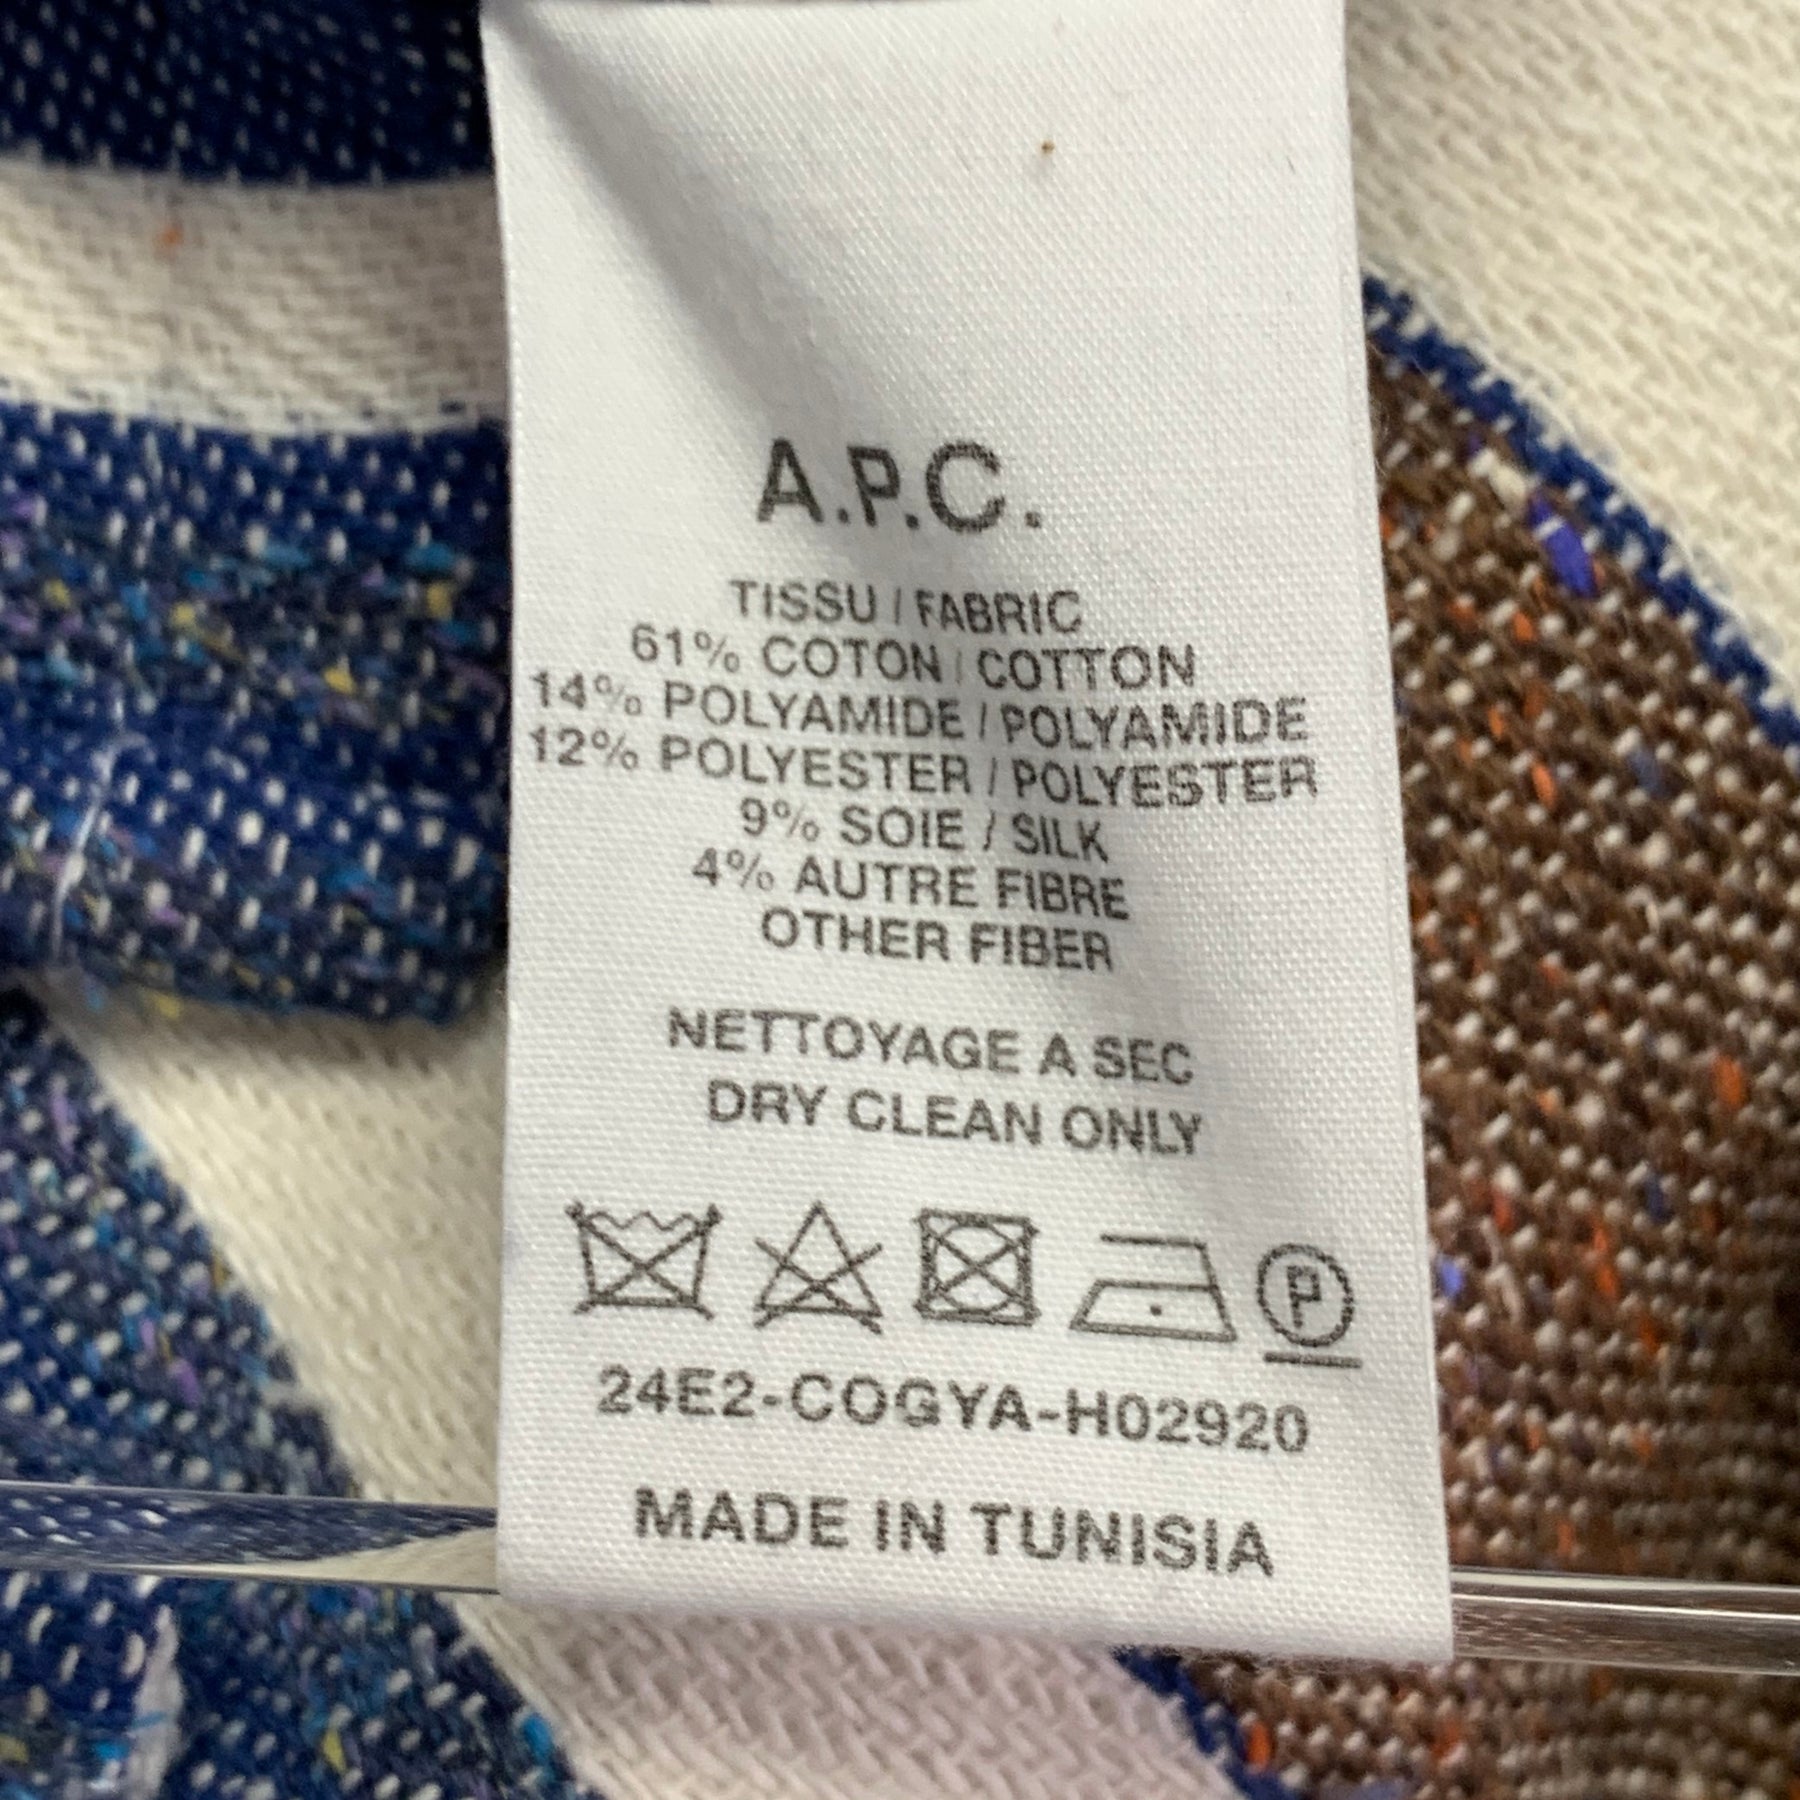 A.P.C.
TISSU / FABRIC
61% COTON / COTTON
14% POLYAMIDE / POLYAMIDE
12% POLYESTER / POLYESTER
9% SOIE / SILK
4% AUTRE FIBRE
OTHER FIBER
NETTOYAGE A SEC
DRY CLEAN ONLY
P
24E2-COGYA-H02920
MADE IN TUNISIA